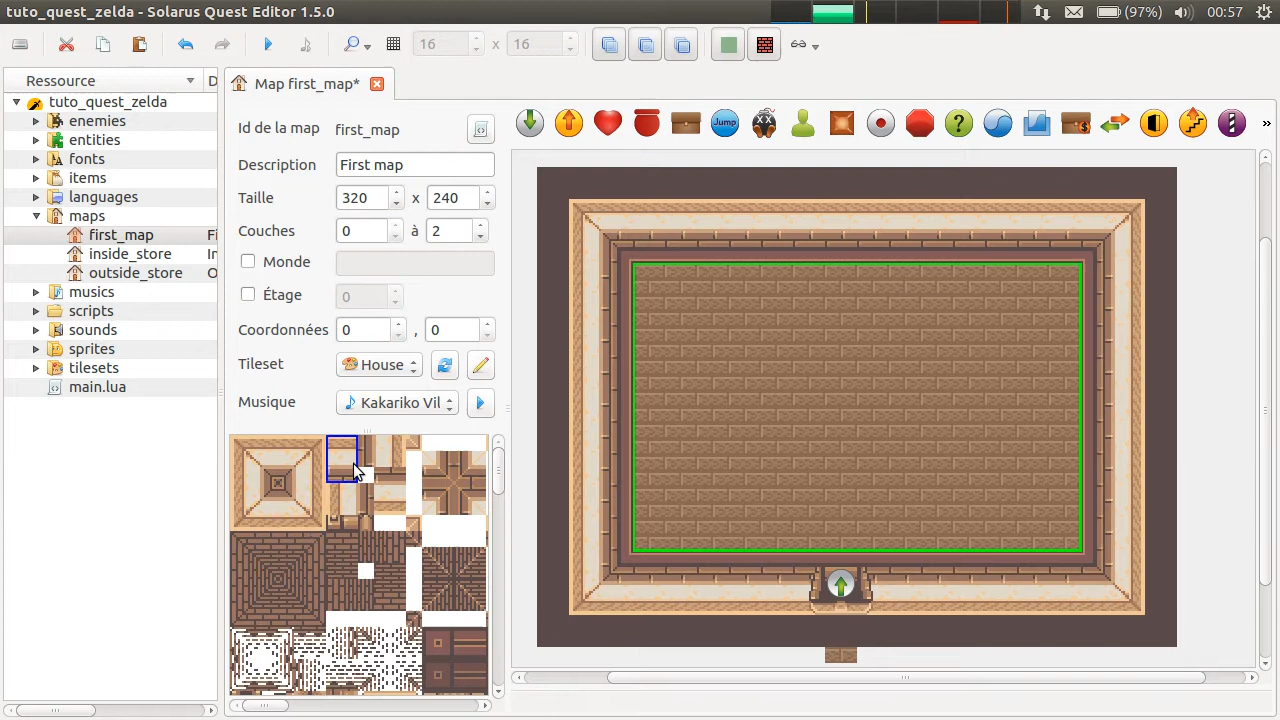 tuto_quest_zelda - Solarus Quest Editor 1.5.0
(97%)
00:57
16 x 16
Ressource
D
Map first_map*
tuto_quest_zelda
enemies
entities
fonts
items
languages
maps
first_map
Fi
inside_store
In
outside_store
O
musics
scripts
sounds
sprites
tilesets
main.lua
Id de la map
first_map
Description
First map
Taille
320 x 240
Couches
0 à 2
Monde
Étage
0
Coordonnées
0 , 0
Tileset
House
Musique
Kakariko Vil
Jump
?
$
»